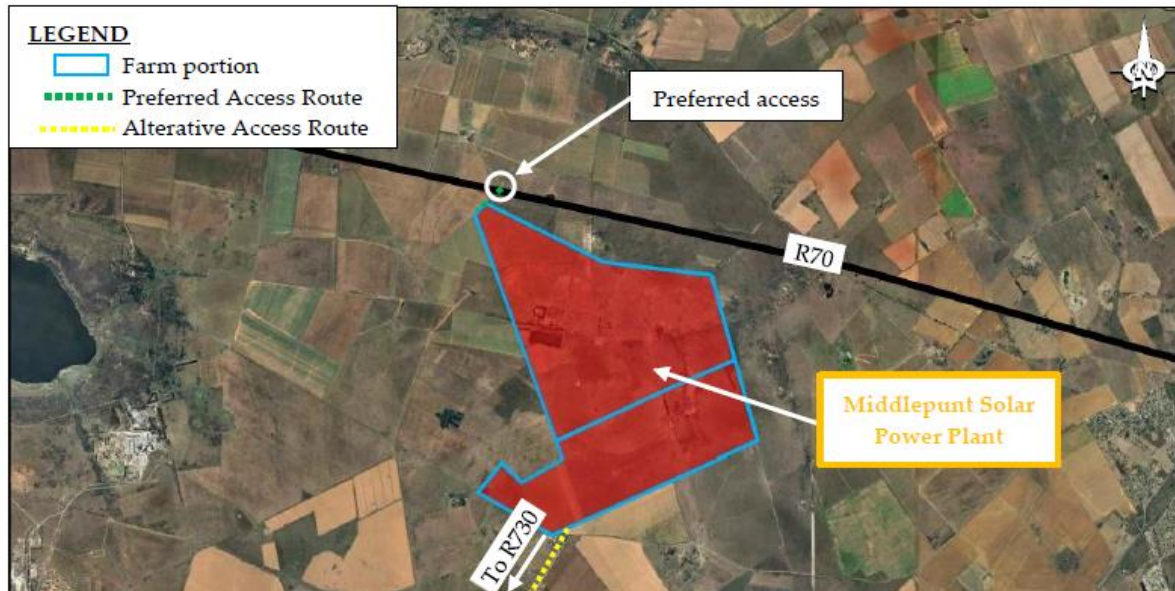 LEGEND
Farm portion
Preferred Access Route
Alterative Access Route
Preferred access
N
R70
Middlepunt Solar
Power Plant
To R730